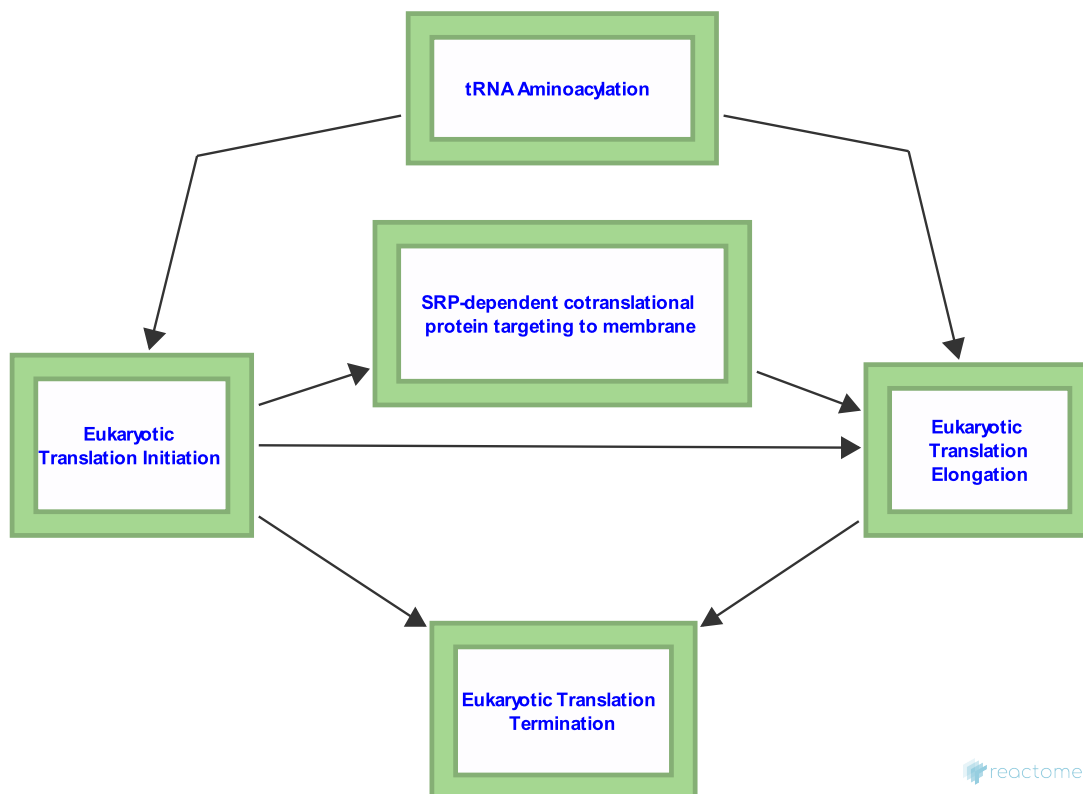 tRNA Aminoacylation
SRP-dependent cotranslational
protein targeting to membrane
Eukaryotic
Translation Initiation
Eukaryotic
Translation
Elongation
Eukaryotic Translation
Termination
reactome